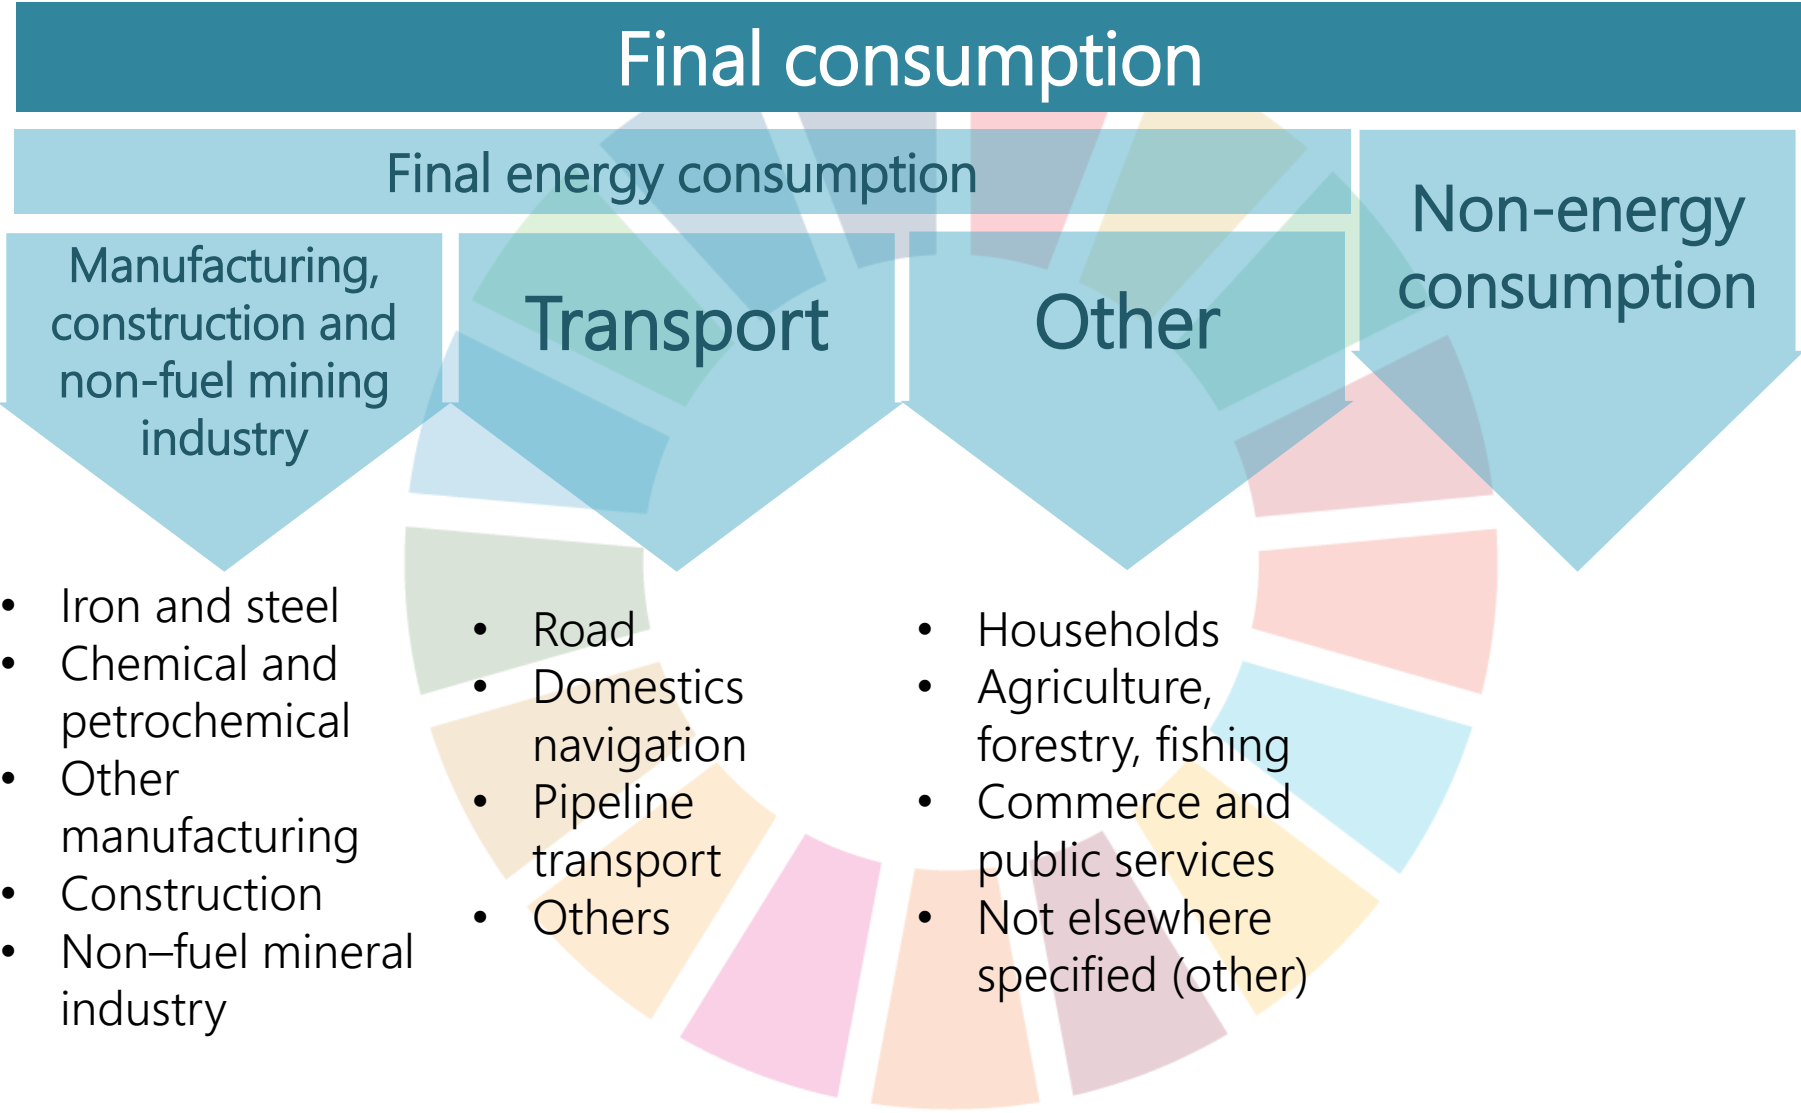 Final consumption
Final energy consumption
Manufacturing,
construction and
non-fuel mining
industry
Transport
Other
Non-energy
consumption
• Iron and steel
• Chemical and
petrochemical
• Other
manufacturing
• Construction
• Non–fuel mineral
industry
• Road
• Domestics
navigation
• Pipeline
transport
• Others
• Households
• Agriculture,
forestry, fishing
• Commerce and
public services
• Not elsewhere
specified (other)